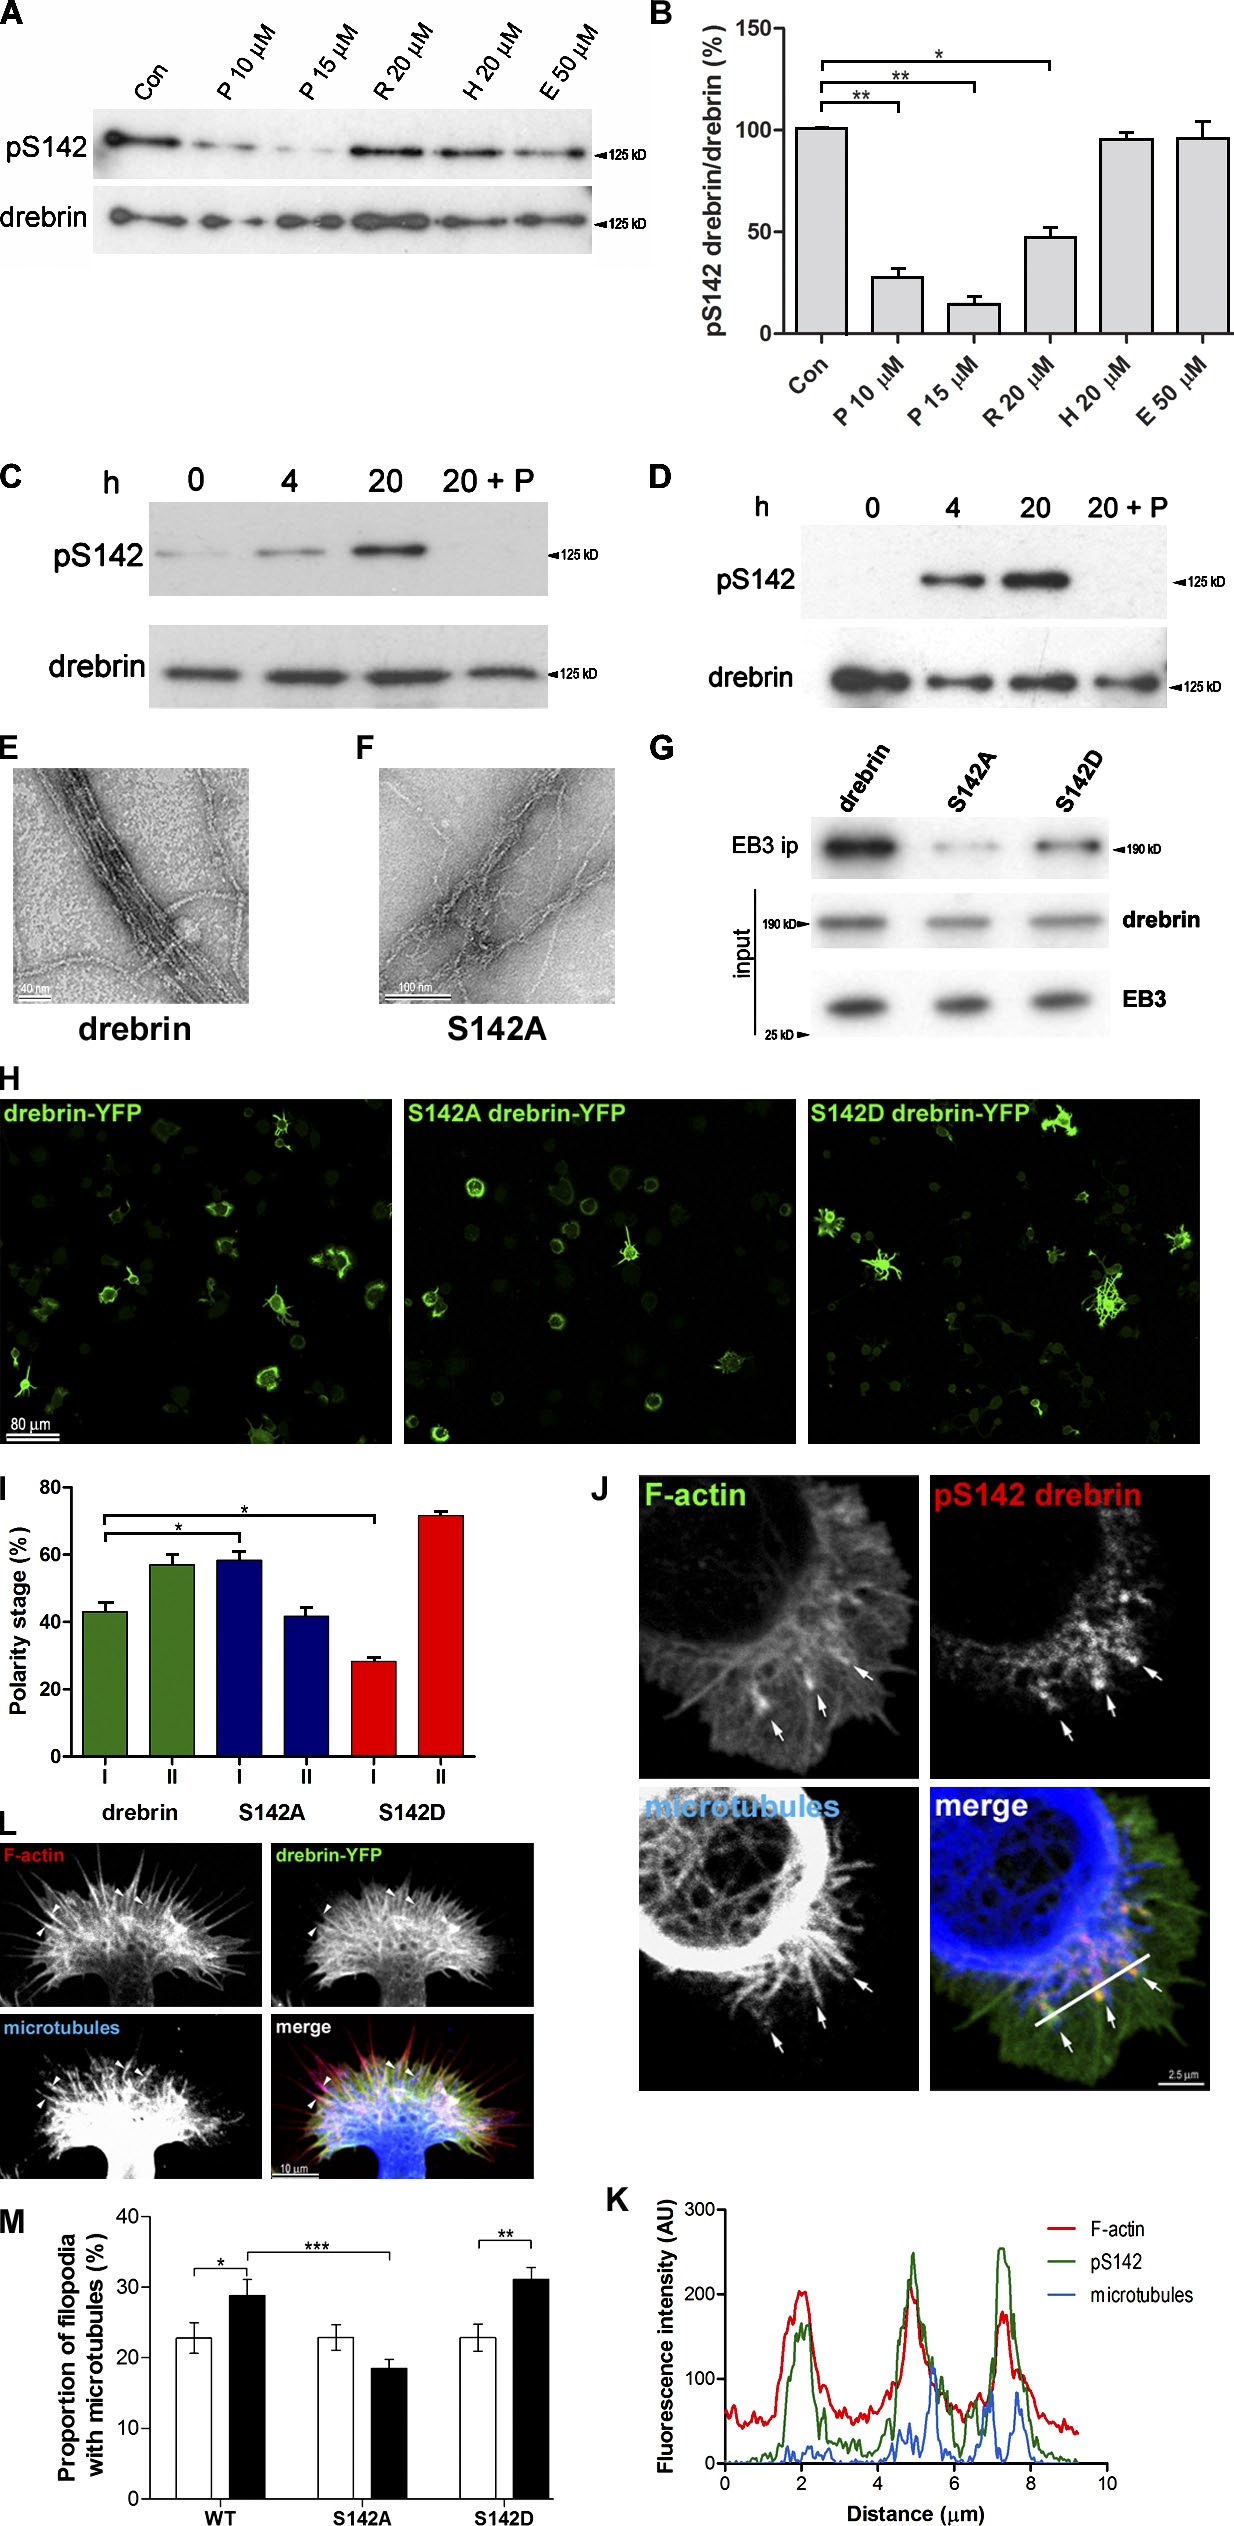 A
Con
P 10 μM
P 15 μM
R 20 μM
H 20 μM
E 50 μM
pS142
125 kD
drebrin
125 kD
B
pS142 drebrin/drebrin (%)
150
100
50
0
*
**
**
Con
P 10 μM
P 15 μM
R 20 μM
H 20 μM
E 50 μM
C
h 0 4 20 20 + P
pS142
125 kD
drebrin
125 kD
D
h 0 4 20 20 + P
pS142
125 kD
drebrin
125 kD
E
40 nm
drebrin
F
100 nm
S142A
G
drebrin
S142A
S142D
EB3 ip
190 kD
input
190 kD
drebrin
EB3
25 kD
H
drebrin-YFP
80 μm
S142A drebrin-YFP
S142D drebrin-YFP
I
Polarity stage (%)
80
60
40
20
0
*
*
I II I II I II
drebrin S142A S142D
J
F-actin
pS142 drebrin
microtubules
merge
2.5 μm
L
F-actin
drebrin-YFP
microtubules
merge
10 μm
M
Proportion of filopodia
with microtubules (%)
40
30
20
10
0
*
***
**
WT S142A S142D
K
Fluorescence intensity (AU)
300
200
100
0
F-actin
pS142
microtubules
0 2 4 6 8 10
Distance (μm)